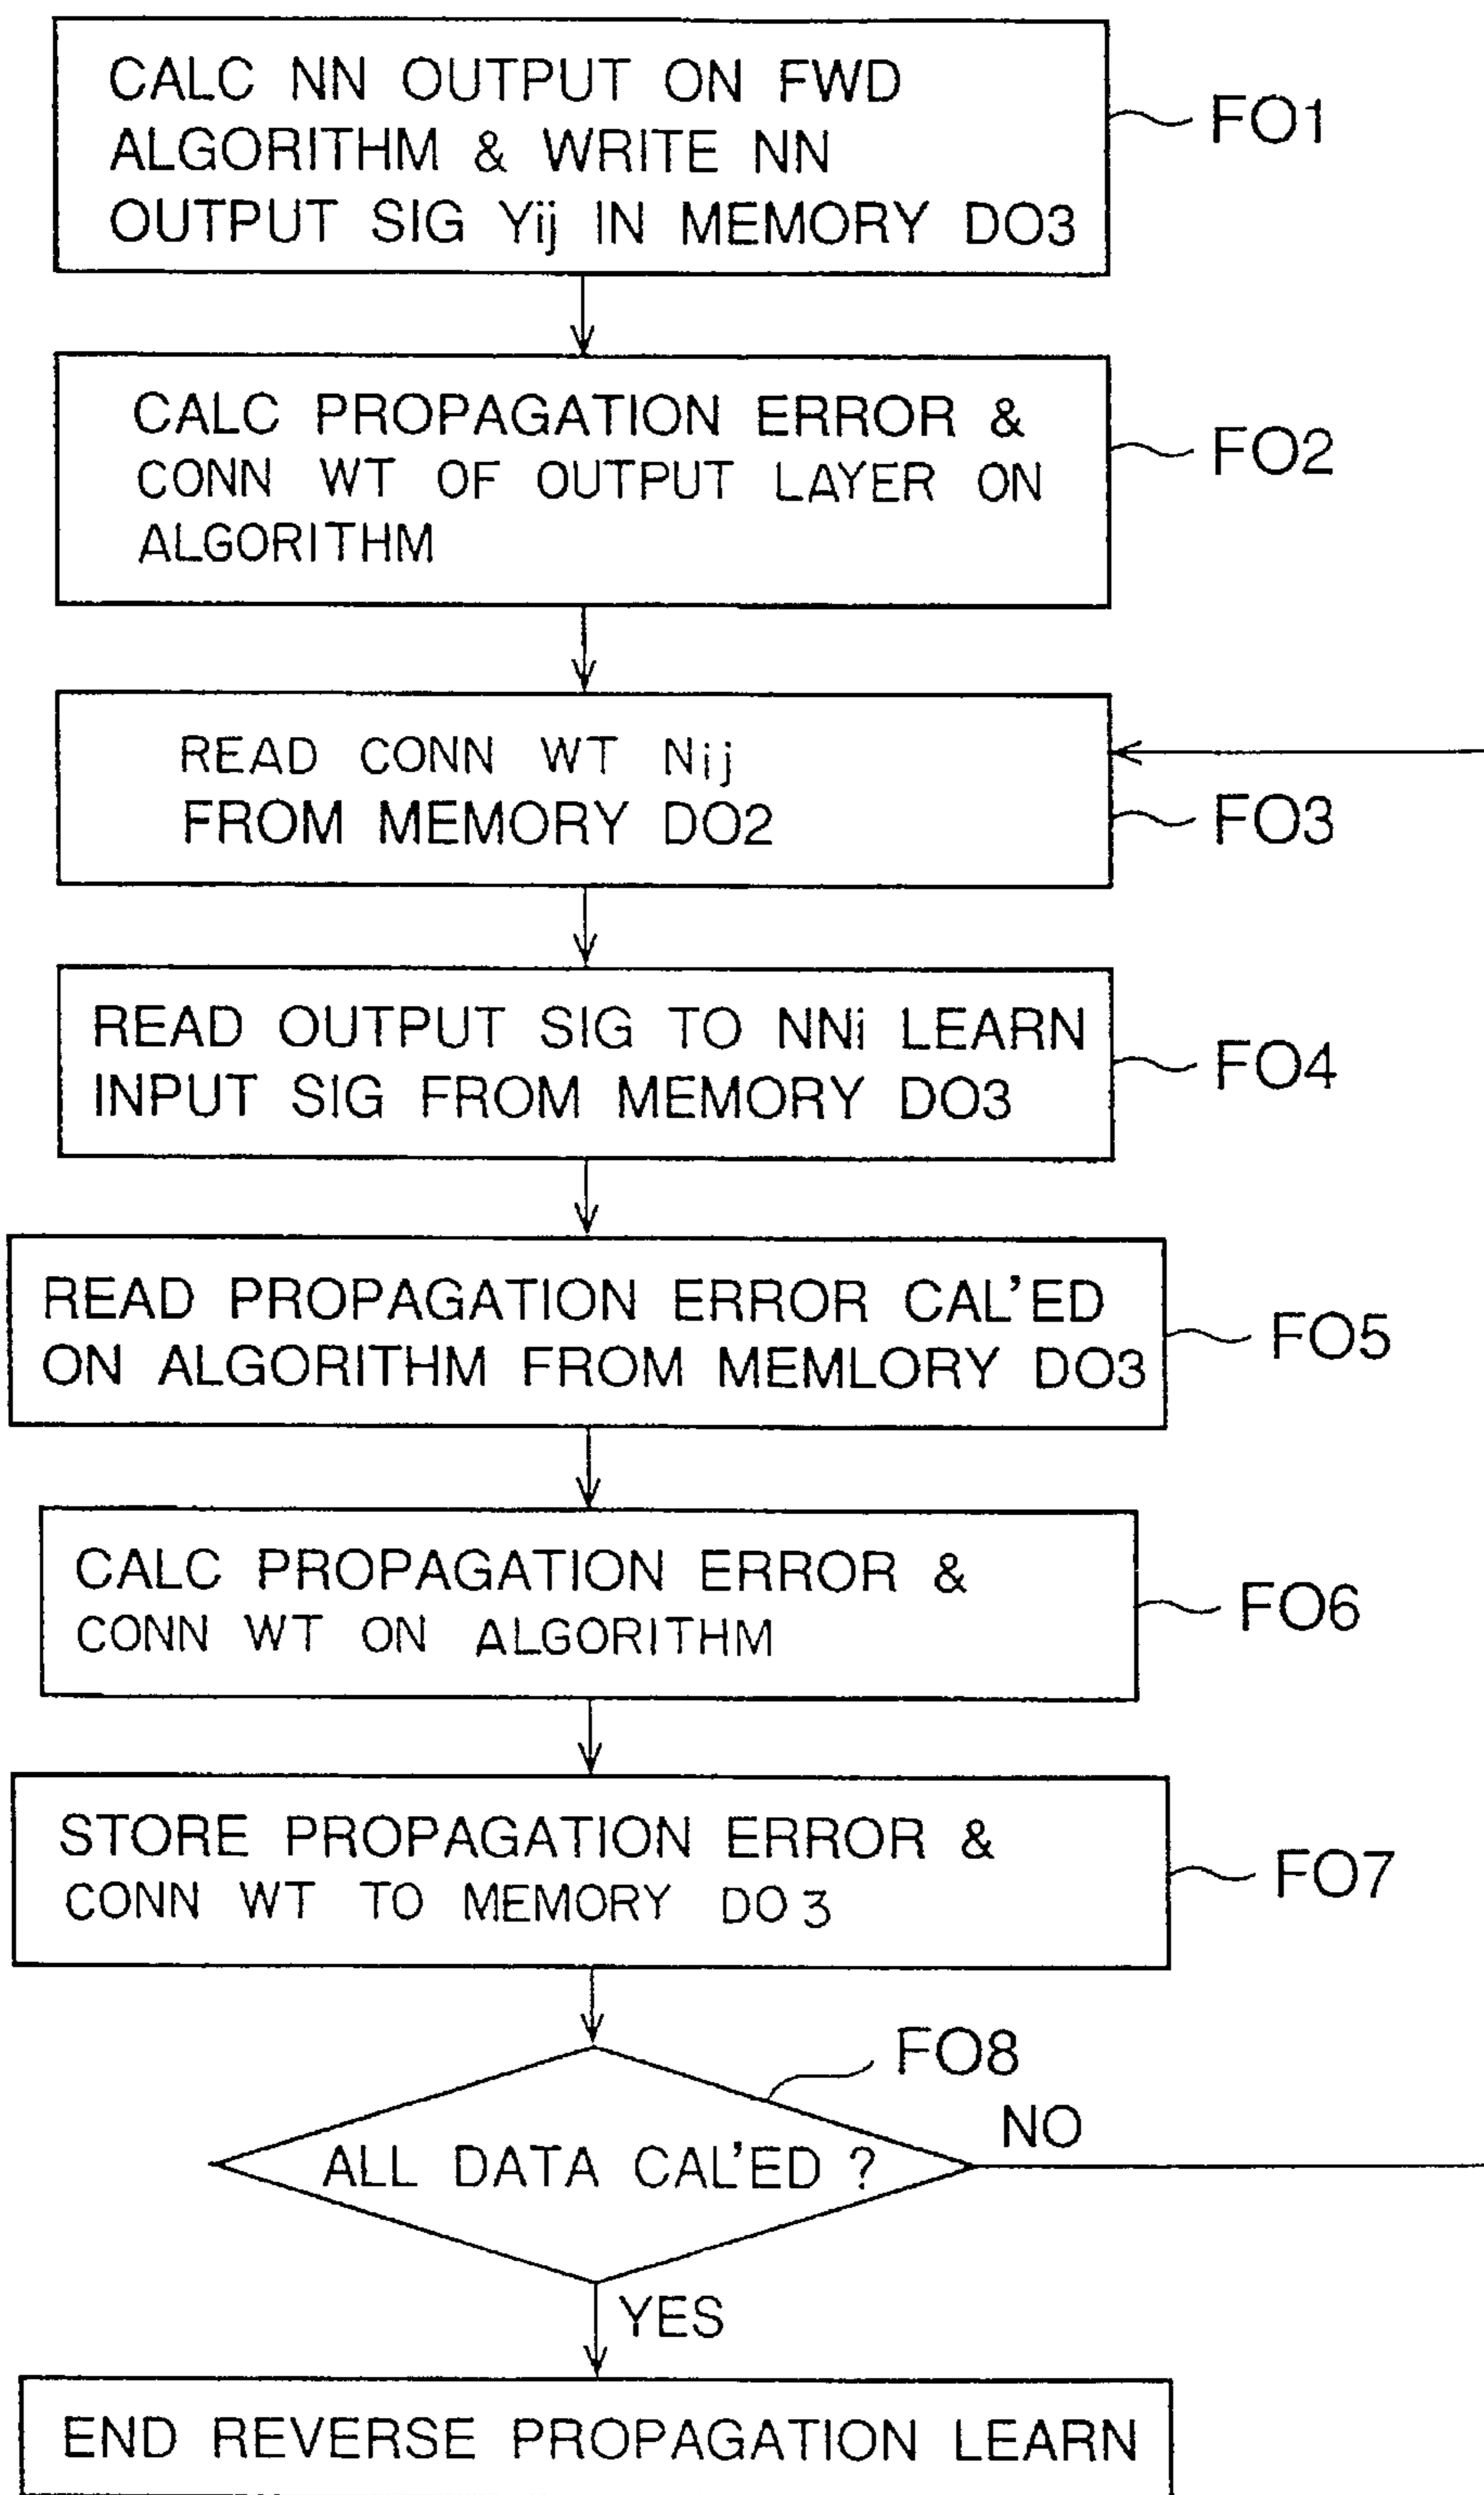 CALC NN OUTPUT ON FWD
ALGORITHM & WRITE NN
OUTPUT SIG Yij IN MEMORY DO3
FO1
CALC PROPAGATION ERROR &
CONN WT OF OUTPUT LAYER ON
ALGORITHM
FO2
READ CONN WT Nij
FROM MEMORY DO2
FO3
READ OUTPUT SIG TO NNi LEARN
INPUT SIG FROM MEMORY DO3
FO4
READ PROPAGATION ERROR CAL'ED
ON ALGORITHM FROM MEMLORY DO3
FO5
CALC PROPAGATION ERROR &
CONN WT ON ALGORITHM
FO6
STORE PROPAGATION ERROR &
CONN WT TO MEMORY DO3
FO7
FO8
NO
ALL DATA CAL'ED ?
YES
END REVERSE PROPAGATION LEARN